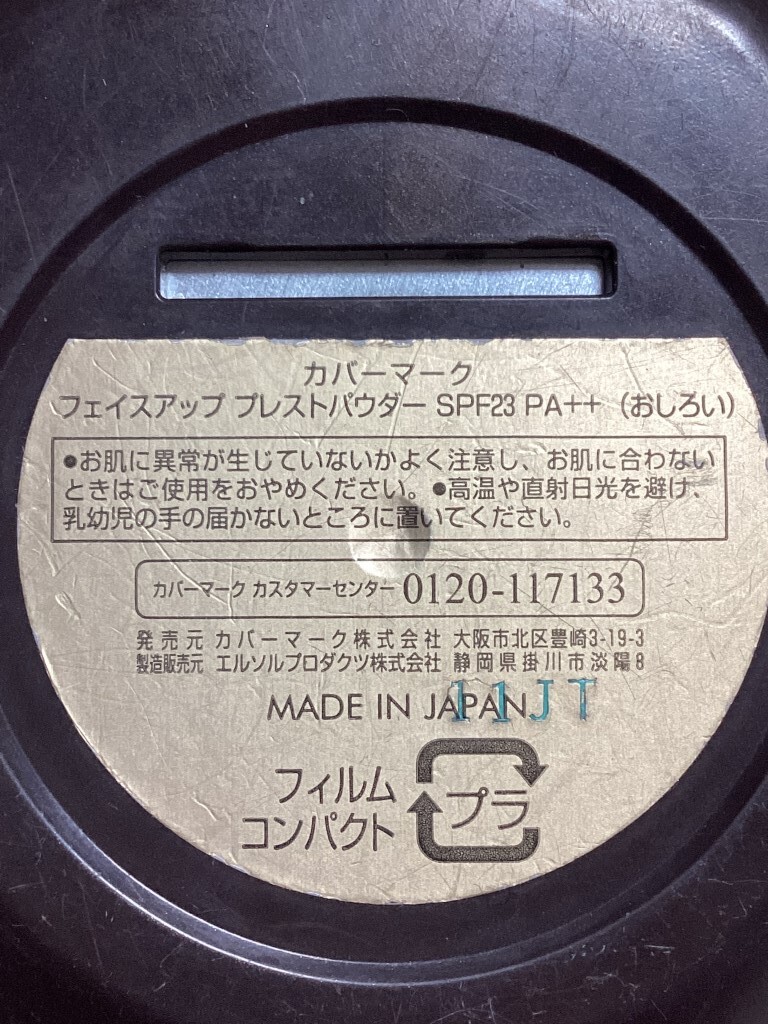 カバーマーク
フェイスアップ プレストパウダー SPF23 PA++ (おしろい)
●お肌に異常が生じていないかよく注意し、お肌に合わない
ときはご使用をおやめください。●高温や直射日光を避け、
乳幼児の手の届かないところに置いてください。
カバーマーク カスタマーセンター 0120-117133
発売元 カバーマーク株式会社 大阪市北区豊崎3-19-3
製造販売元 エルソルプロダクツ株式会社 静岡県掛川市淡陽8
MADE IN JAPAN 11JT
フィルム
コンパクト
プラ